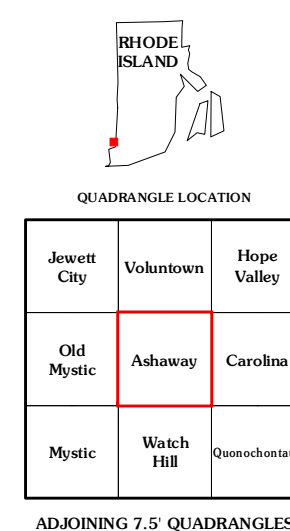 RHODE
ISLAND
QUADRANGLE LOCATION
Jewett
City
Voluntown
Hope
Valley
Old
Mystic
Ashaway
Carolina
Mystic
Watch
Hill
ADJOINING 7.5' QUADRANGLES